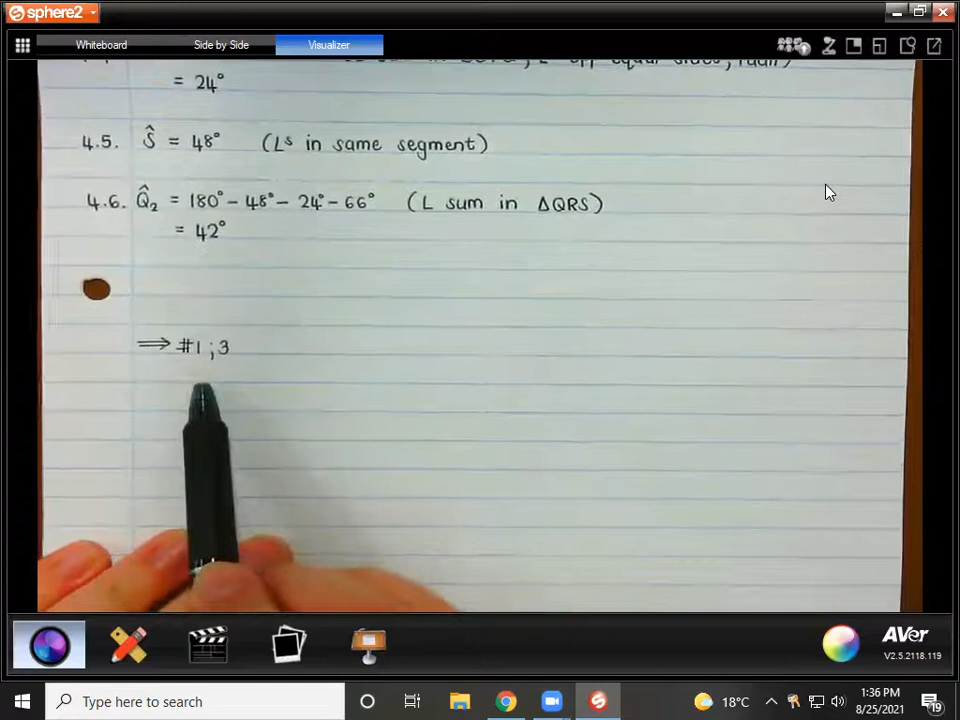 sphere2
Whiteboard Side by Side Visualizer
= 24°
4.5. Ŝ = 48° (Lˢ in same segment)
4.6. Q̂₂ = 180° - 48° - 24° - 66° (L sum in ΔQRS)
= 42°
⟹ #1 ; 3
AVer
V2.5.2118.119
Type here to search
18°C
1:36 PM
8/25/2021
19